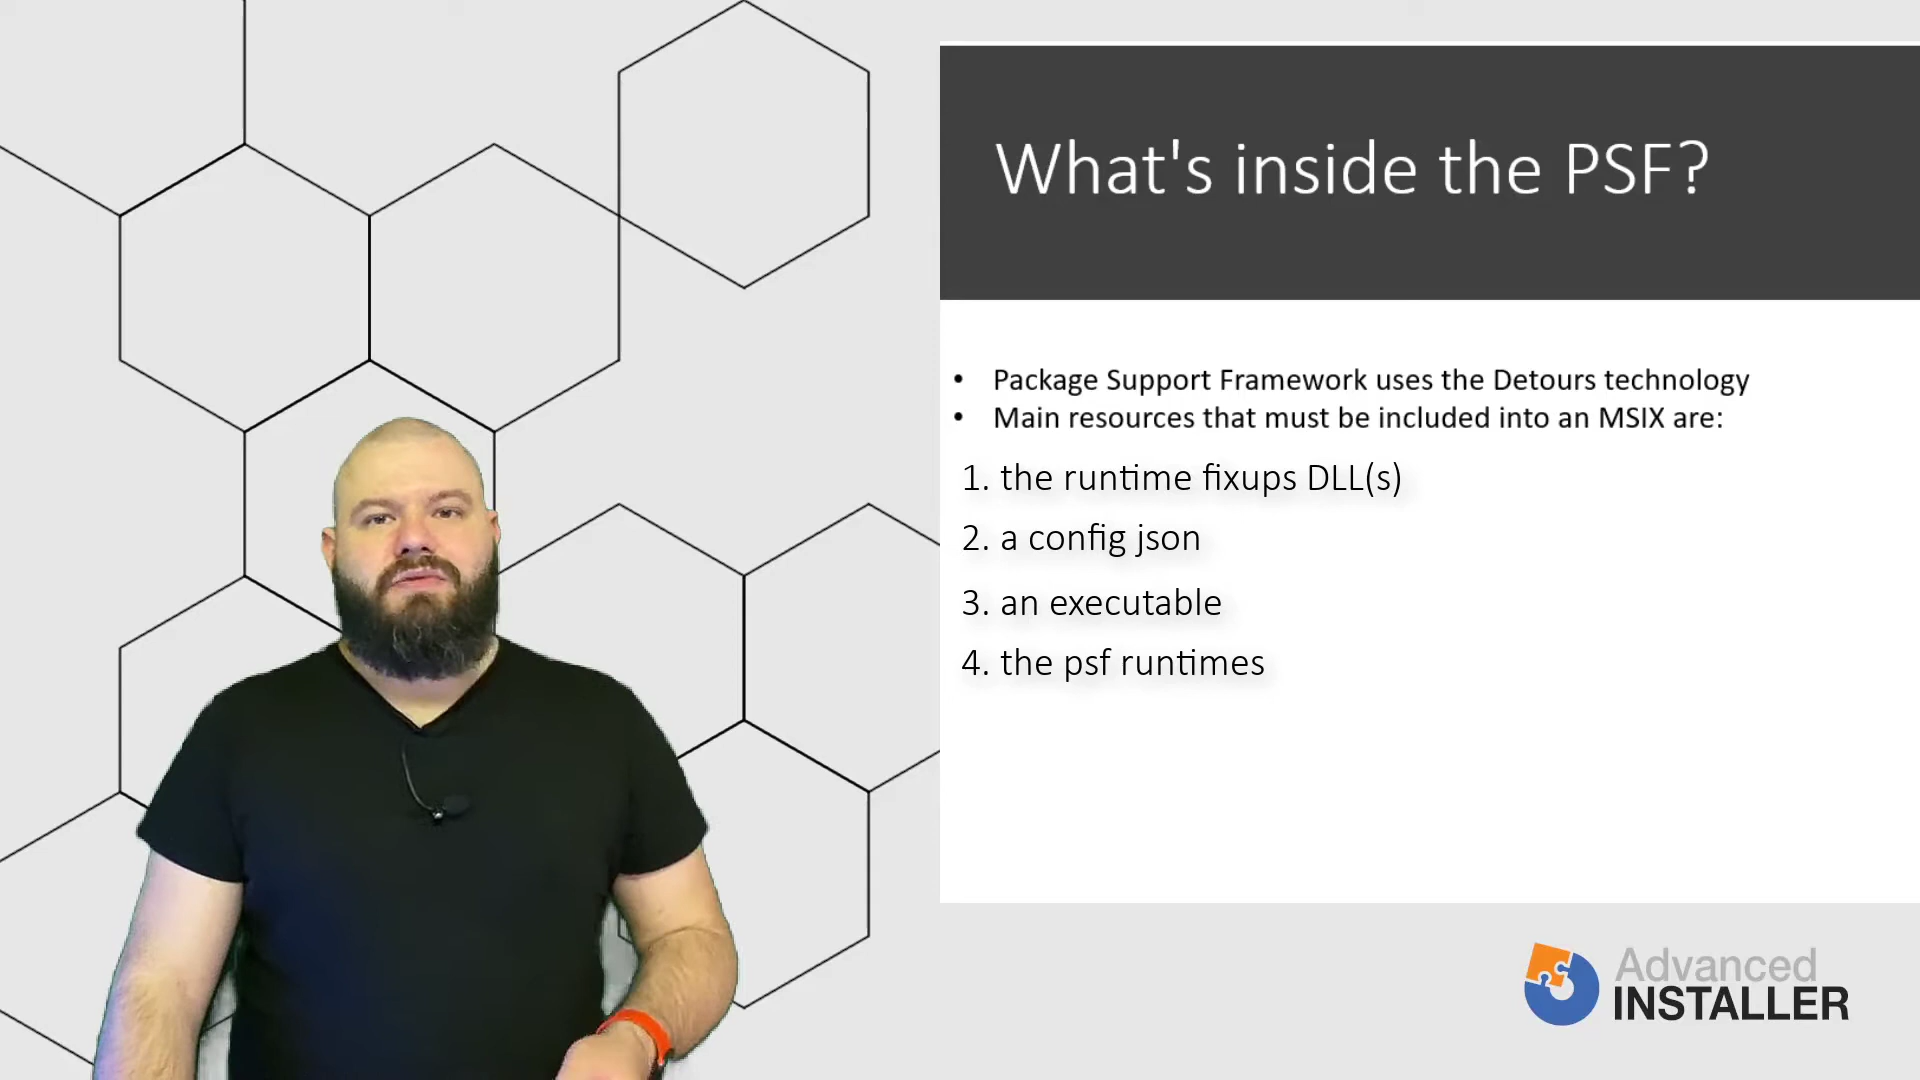 What's inside the PSF?
• Package Support Framework uses the Detours technology
• Main resources that must be included into an MSIX are:
1. the runtime fixups DLL(s)
2. a config json
3. an executable
4. the psf runtimes
Advanced
INSTALLER